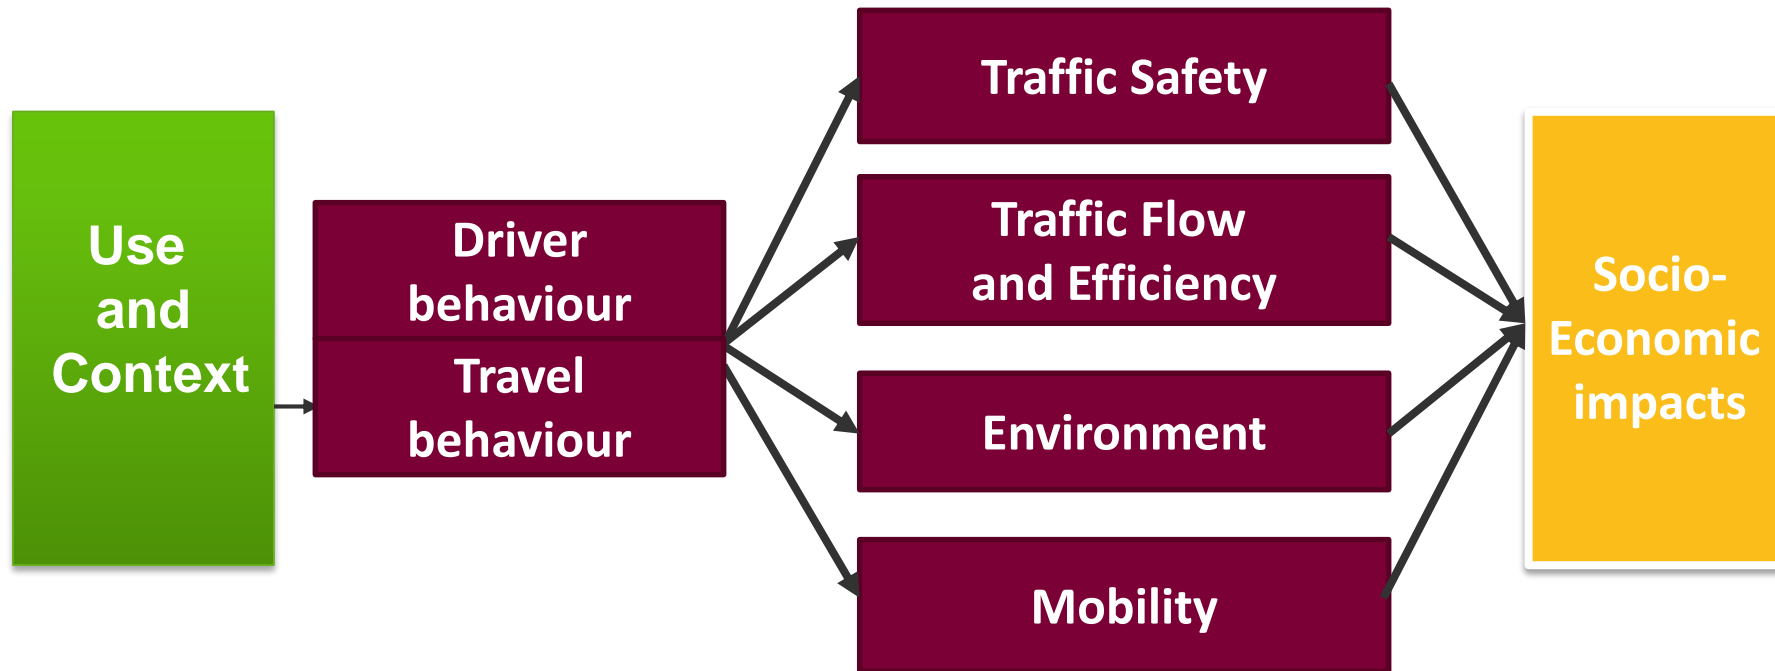 Use
and
Context
Driver
behaviour
Travel
behaviour
Traffic Safety
Traffic Flow
and Efficiency
Environment
Mobility
Socio-
Economic
impacts